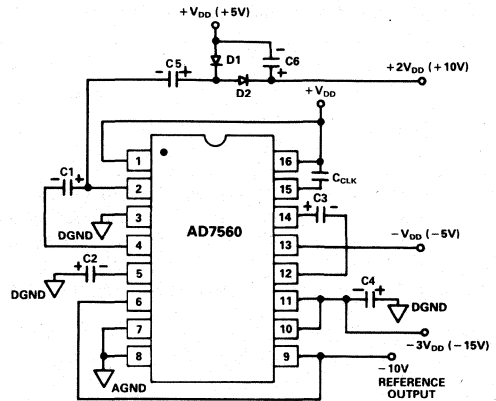 +VDD (+5V)
D1
C5
- +
- C6 +
D2
+2VDD (+10V)
+VDD
1
16
CCLK
C1
- +
2
15
C3
+ -
3
14
DGND
AD7560
4
13
-VDD (-5V)
C2
+ -
5
12
C4
- +
DGND
6
11
DGND
7
10
-3VDD (-15V)
8
9
AGND
-10V
REFERENCE
OUTPUT